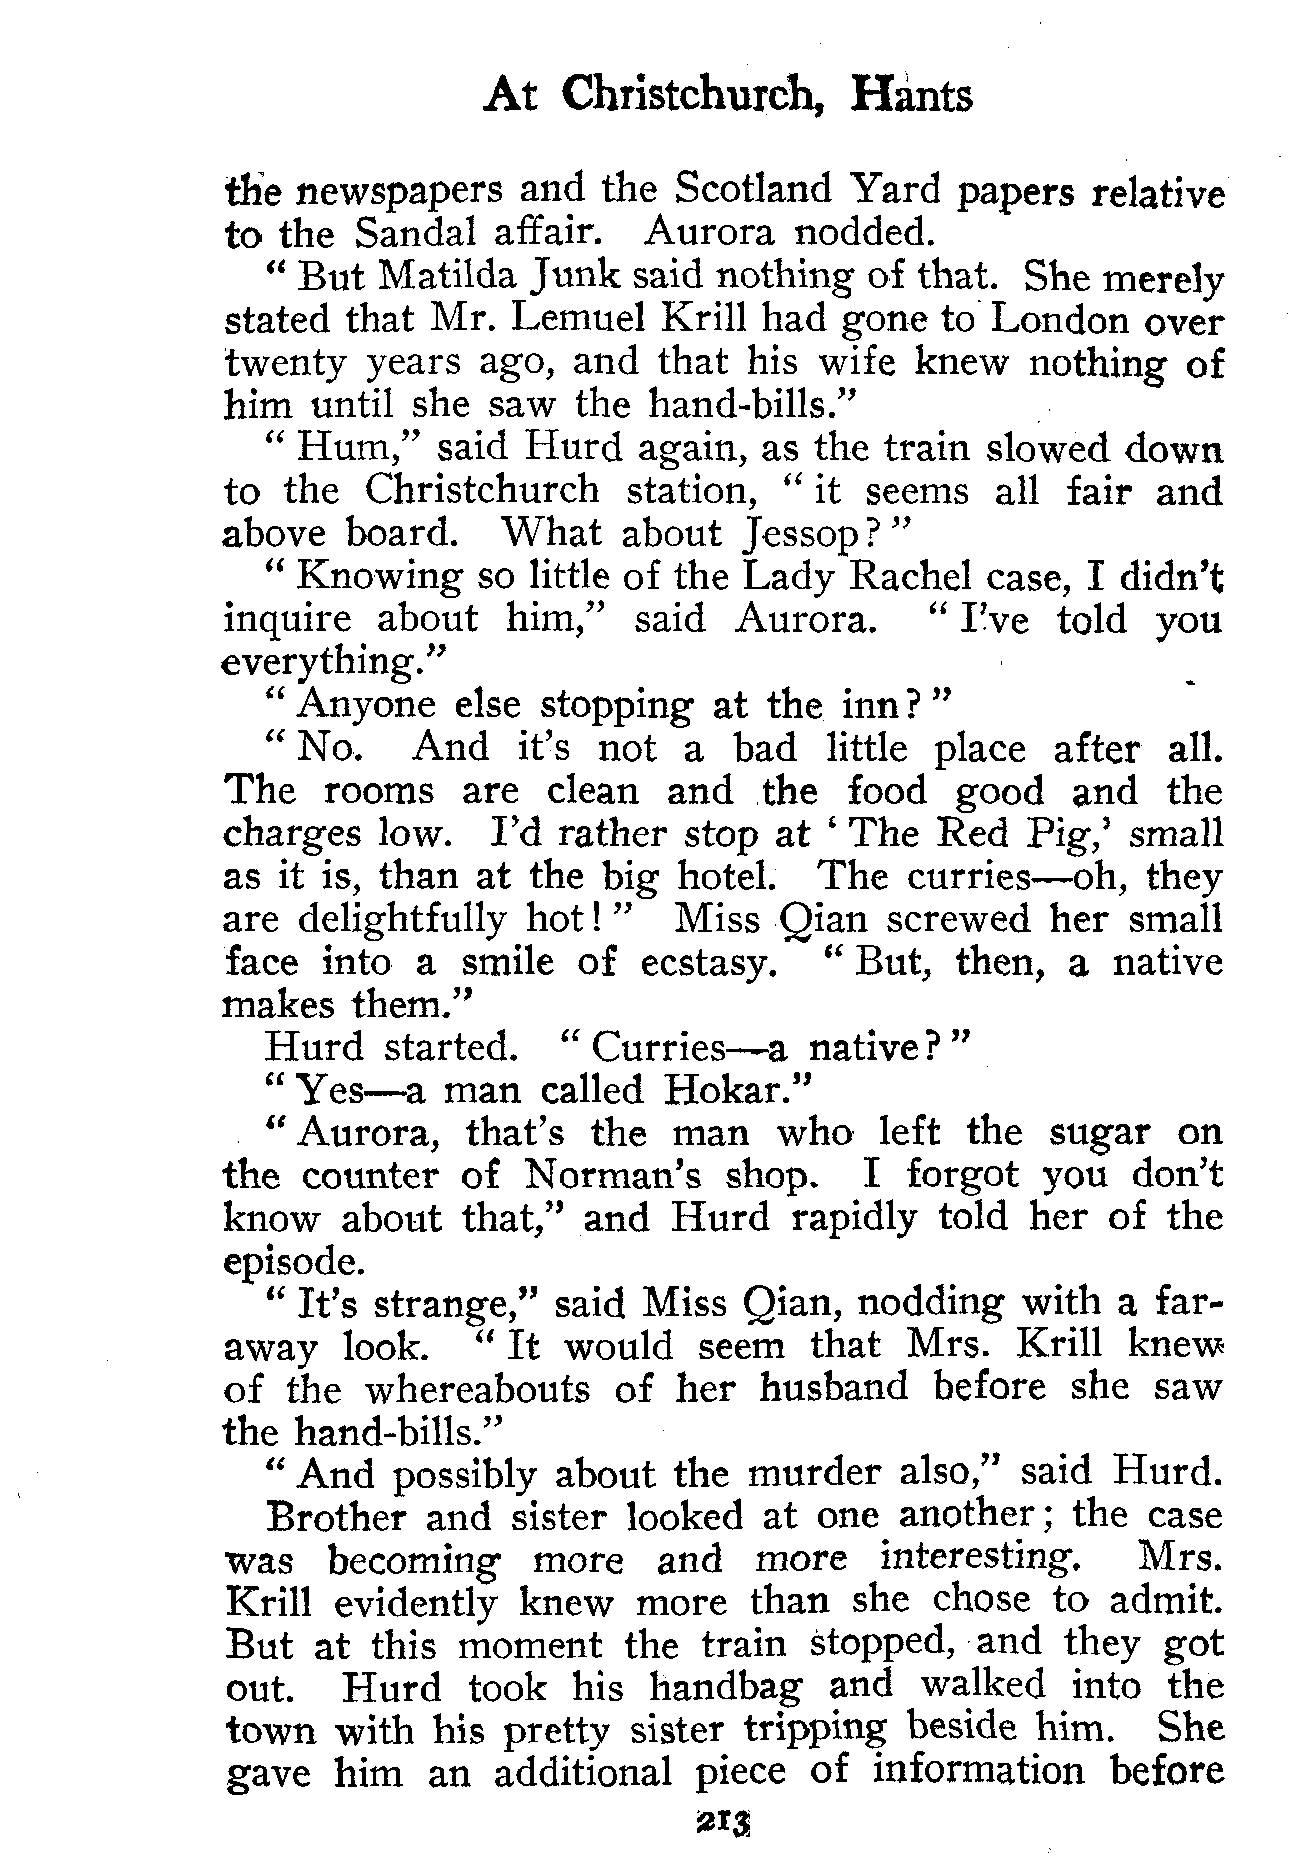 At Christchurch, Hants
the newspapers and the Scotland Yard papers relative
to the Sandal affair. Aurora nodded.
“ But Matilda Junk said nothing of that. She merely
stated that Mr. Lemuel Krill had gone to London over
twenty years ago, and that his wife knew nothing of
him until she saw the hand-bills.”
“ Hum,” said Hurd again, as the train slowed down
to the Christchurch station, “ it seems all fair and
above board. What about Jessop? ”
“ Knowing so little of the Lady Rachel case, I didn’t
inquire about him,” said Aurora. “ I’ve told you
everything.”
“ Anyone else stopping at the inn? ”
“ No. And it’s not a bad little place after all.
The rooms are clean and the food good and the
charges low. I’d rather stop at ‘ The Red Pig,’ small
as it is, than at the big hotel. The curries—oh, they
are delightfully hot! ” Miss Qian screwed her small
face into a smile of ecstasy. “ But, then, a native
makes them.”
Hurd started. “ Curries—a native? ”
“ Yes—a man called Hokar.”
“ Aurora, that’s the man who left the sugar on
the counter of Norman’s shop. I forgot you don’t
know about that,” and Hurd rapidly told her of the
episode.
“ It’s strange,” said Miss Qian, nodding with a far-
away look. “ It would seem that Mrs. Krill knew
of the whereabouts of her husband before she saw
the hand-bills.”
“ And possibly about the murder also,” said Hurd.
Brother and sister looked at one another; the case
was becoming more and more interesting. Mrs.
Krill evidently knew more than she chose to admit.
But at this moment the train stopped, and they got
out. Hurd took his handbag and walked into the
town with his pretty sister tripping beside him. She
gave him an additional piece of information before
213